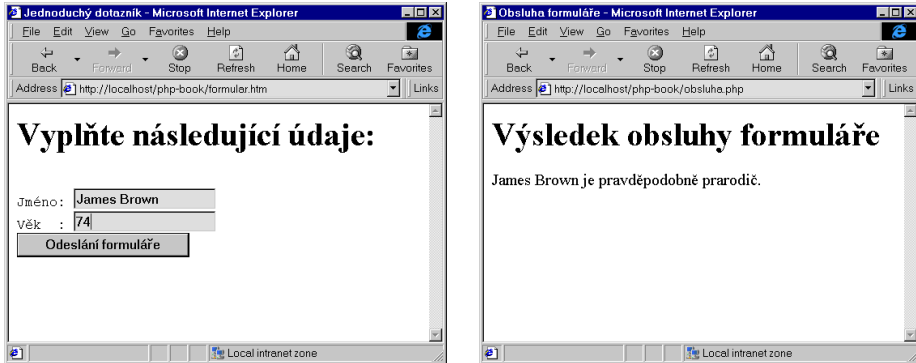 Jednoduchý dotazník - Microsoft Internet Explorer
File Edit View Go Favorites Help
Back Forward Stop Refresh Home Search Favorites
Address http://localhost/php-book/formular.htm Links
Vyplňte následující údaje:
Jméno: James Brown
Věk : 74
Odeslání formuláře
Local intranet zone
Obsluha formuláře - Microsoft Internet Explorer
File Edit View Go Favorites Help
Back Forward Stop Refresh Home Search Favorites
Address http://localhost/php-book/obsluha.php Links
Výsledek obsluhy formuláře
James Brown je pravděpodobně prarodič.
Local intranet zone